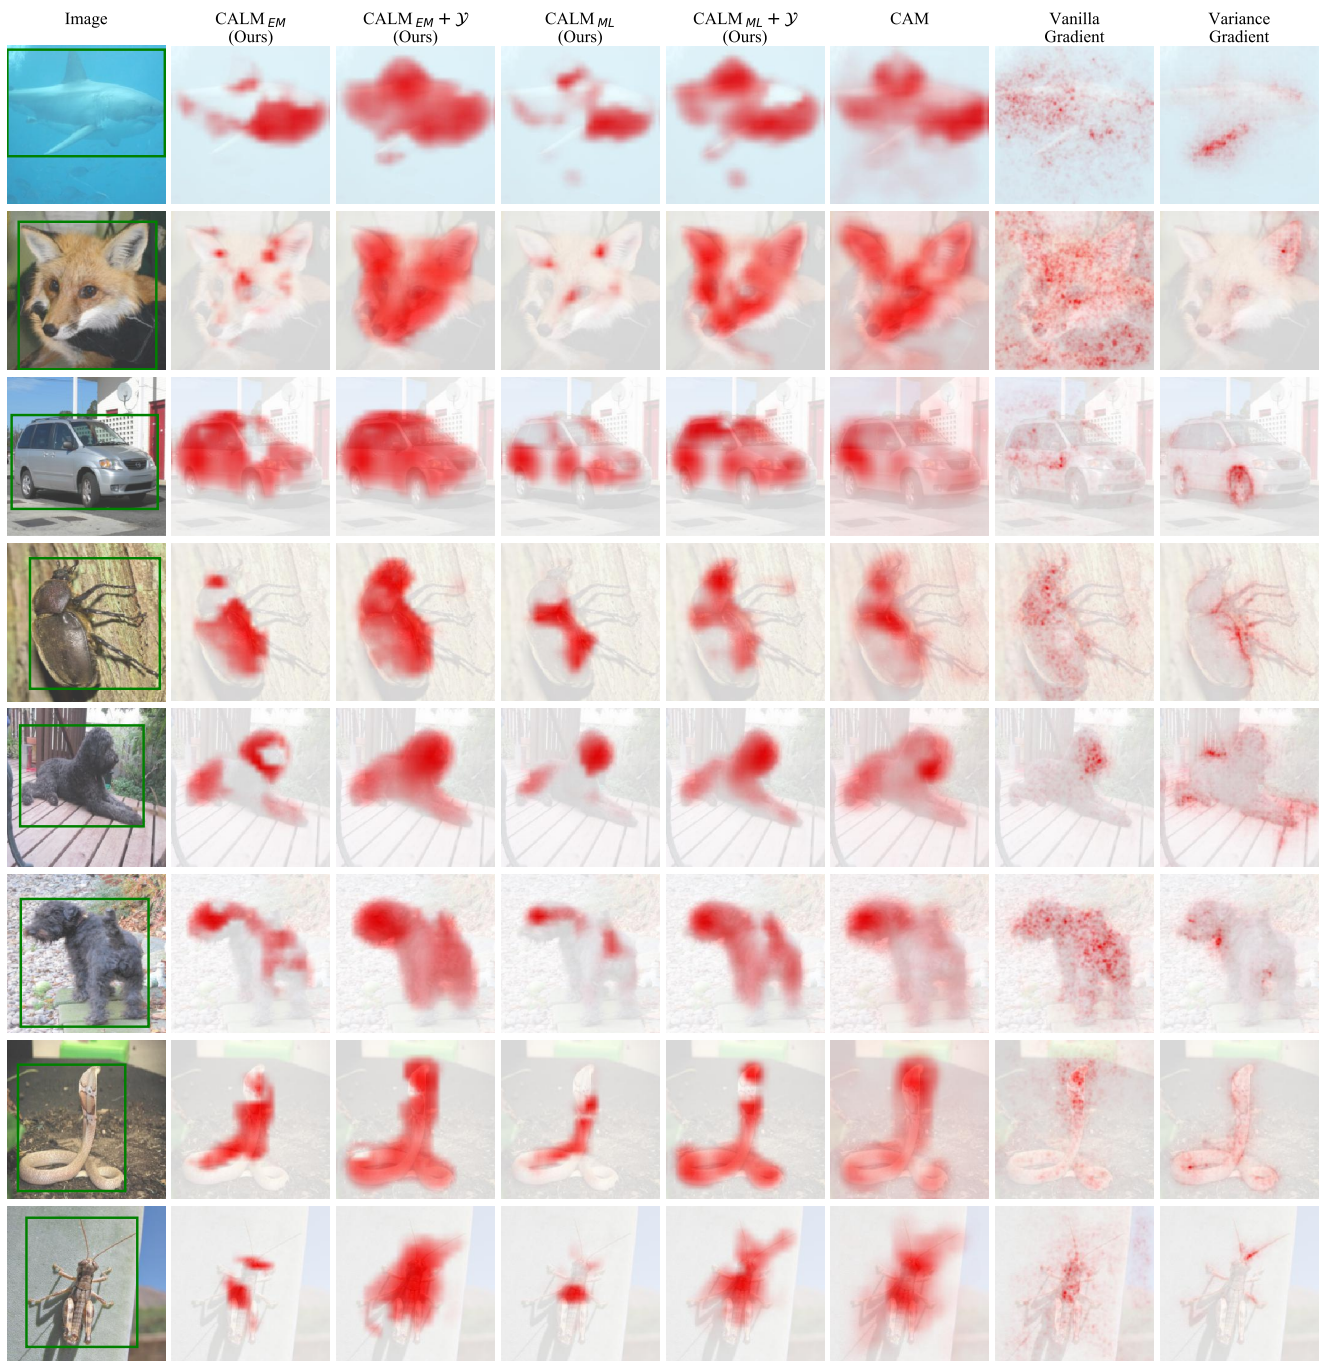 Image
CALM EM
(Ours)
CALM EM + 𝒴
(Ours)
CALM ML
(Ours)
CALM ML + 𝒴
(Ours)
CAM
Vanilla
Gradient
Variance
Gradient